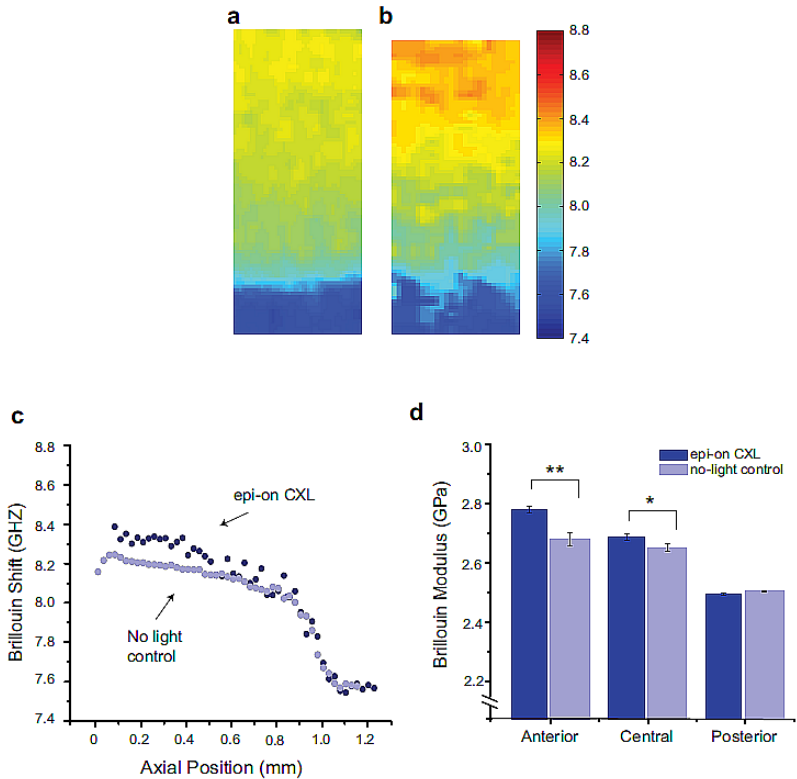 a
b
8.8
8.6
8.4
8.2
8.0
7.8
7.6
7.4
c
8.8
8.6
8.4
8.2
8.0
7.8
7.6
7.4
Brillouin Shift (GHZ)
epi-on CXL
No light
control
0
0.2
0.4
0.6
0.8
1.0
1.2
Axial Position (mm)
d
3.0
2.8
2.6
2.4
2.2
Brillouin Modulus (GPa)
epi-on CXL
no-light control
**
*
Anterior
Central
Posterior